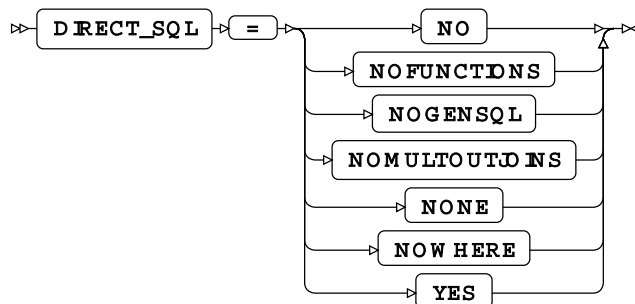 DIRECT_SQL = NO
NOFUNCTIONS
NOGENSQL
NOMULTOUTJOINS
NONE
NOWHERE
YES